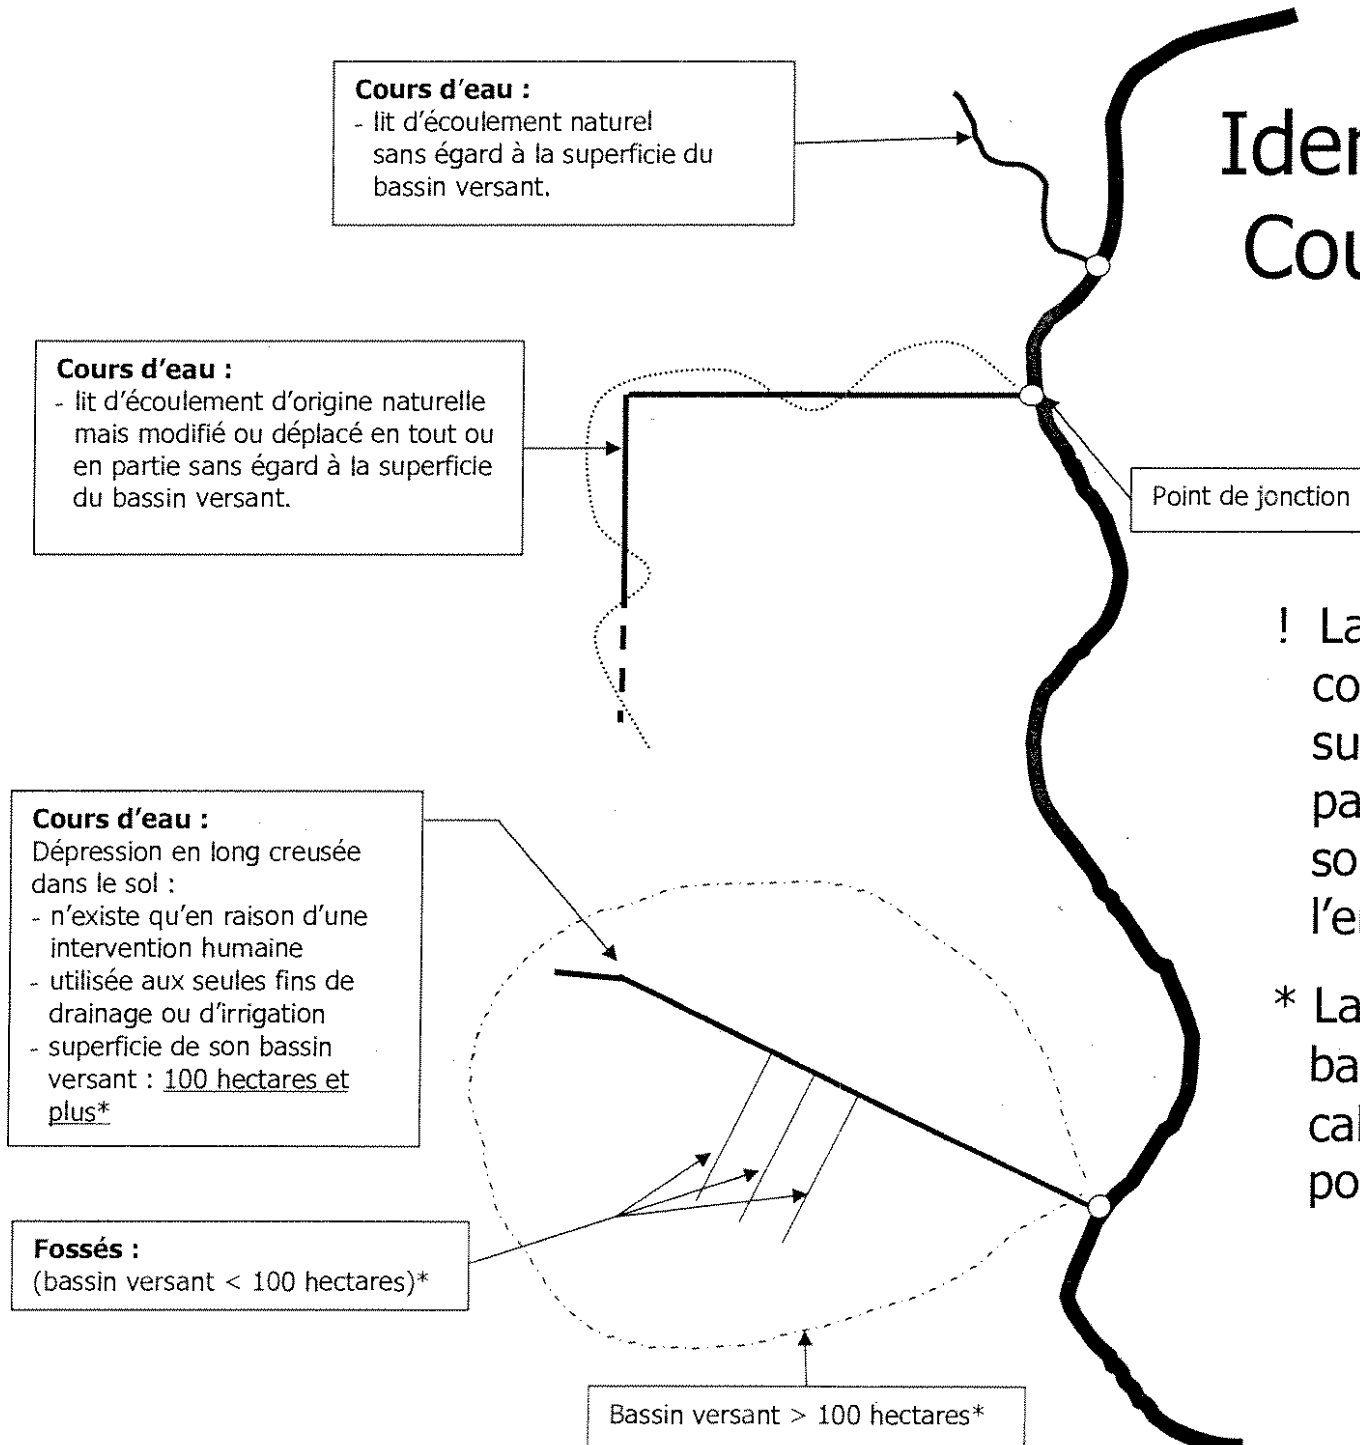 Cours d'eau :
- lit d'écoulement naturel
sans égard à la superficie du
bassin versant.
Iden
Cou
Cours d'eau :
- lit d'écoulement d'origine naturelle
mais modifié ou déplacé en tout ou
en partie sans égard à la superficie
du bassin versant.
Point de jonction
! La
co
su
pa
so
l'e
Cours d'eau :
Dépression en long creusée
dans le sol :
- n'existe qu'en raison d'une
intervention humaine
- utilisée aux seules fins de
drainage ou d'irrigation
- superficie de son bassin
versant : 100 hectares et
plus*
* La
ba
cal
po
Fossés :
(bassin versant < 100 hectares)*
Bassin versant > 100 hectares*